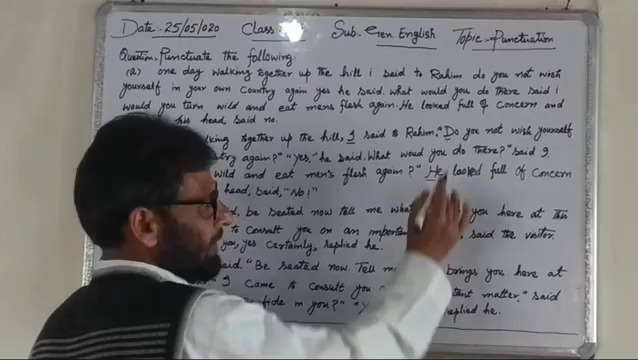 Date:- 25/05/020 Class:- Sub:- Gen. English Topic:- Punctuation
Question. Punctuate the following:
(a) one day walking together up the hill i said to Rahim do you not wish
yourself in your own Country again yes he said. What would you do there said i
would you turn wild and eat mens flesh again. He looked full of Concern and
his head said no.
king together up the hill, I said to Rahim, "Do you not wish yourself
try again?" "Yes," he said. What woud you do there?" said I.
wild and eat men's flesh again?" He looked full of Concern
head, Said, "No!"
d, be seated now tell me what you here at this
to Consult you on an important said the visitor.
you, yes Certainly, replied he.
said. "Be seated now. Tell m brings you here at
I Came to Consult you tant matter," said
fide in you?" replied he.